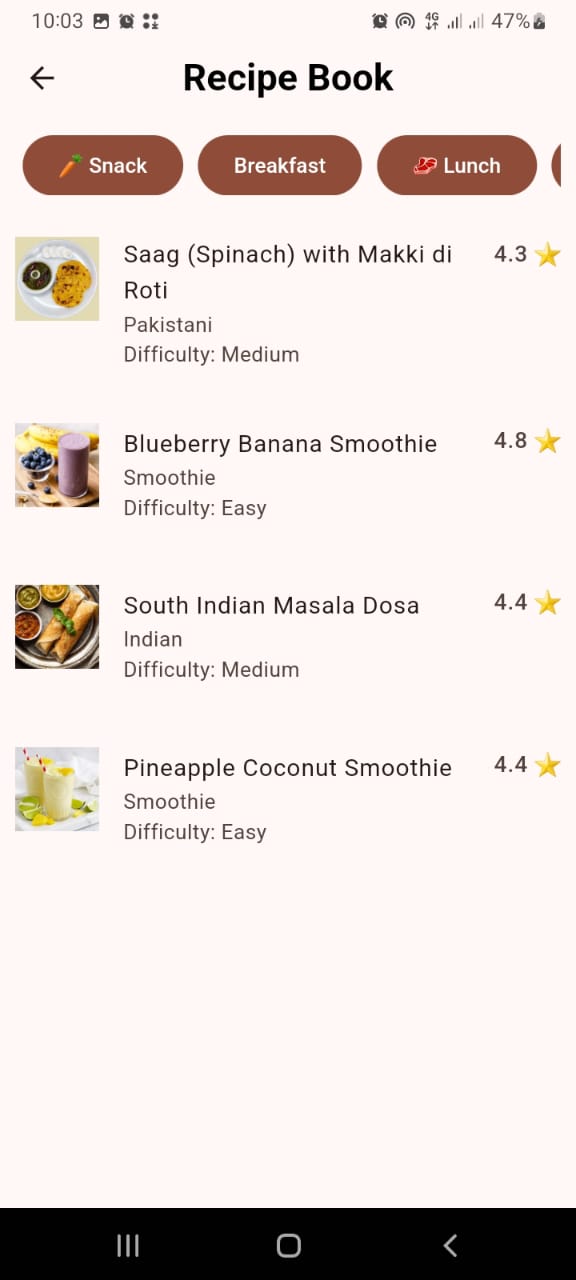 10:03 4G 47%
Recipe Book
Snack Breakfast Lunch
Saag (Spinach) with Makki di 4.3
Roti
Pakistani
Difficulty: Medium
Blueberry Banana Smoothie 4.8
Smoothie
Difficulty: Easy
South Indian Masala Dosa 4.4
Indian
Difficulty: Medium
Pineapple Coconut Smoothie 4.4
Smoothie
Difficulty: Easy